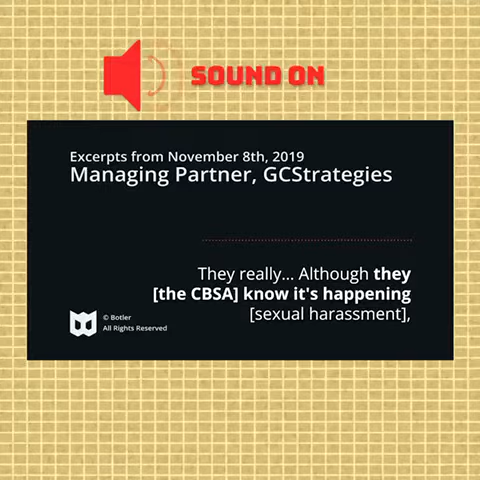 SOUND ON
Excerpts from November 8th, 2019
Managing Partner, GCStrategies
They really... Although they
[the CBSA] know it's happening
[sexual harassment],
© Botler
All Rights Reserved